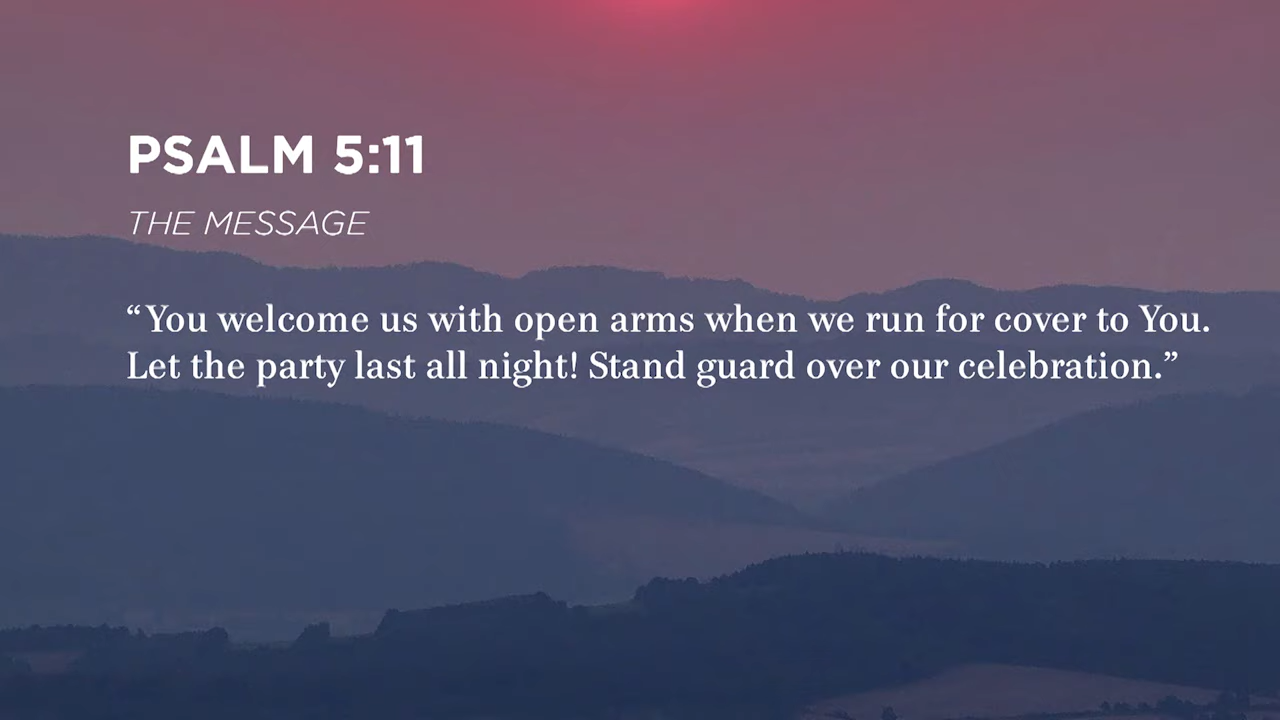 PSALM 5:11
THE MESSAGE
“You welcome us with open arms when we run for cover to You.
Let the party last all night! Stand guard over our celebration.”